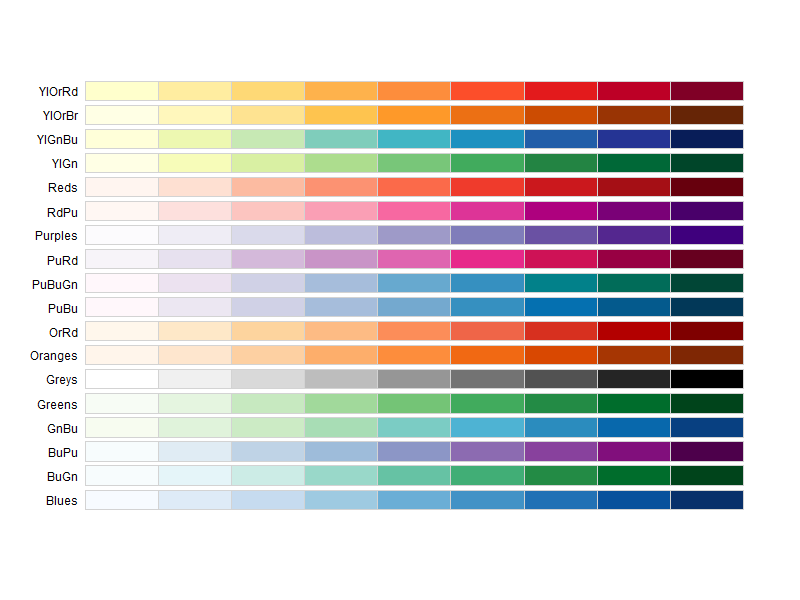 YlOrRd
YlOrBr
YlGnBu
YlGn
Reds
RdPu
Purples
PuRd
PuBuGn
PuBu
OrRd
Oranges
Greys
Greens
GnBu
BuPu
BuGn
Blues